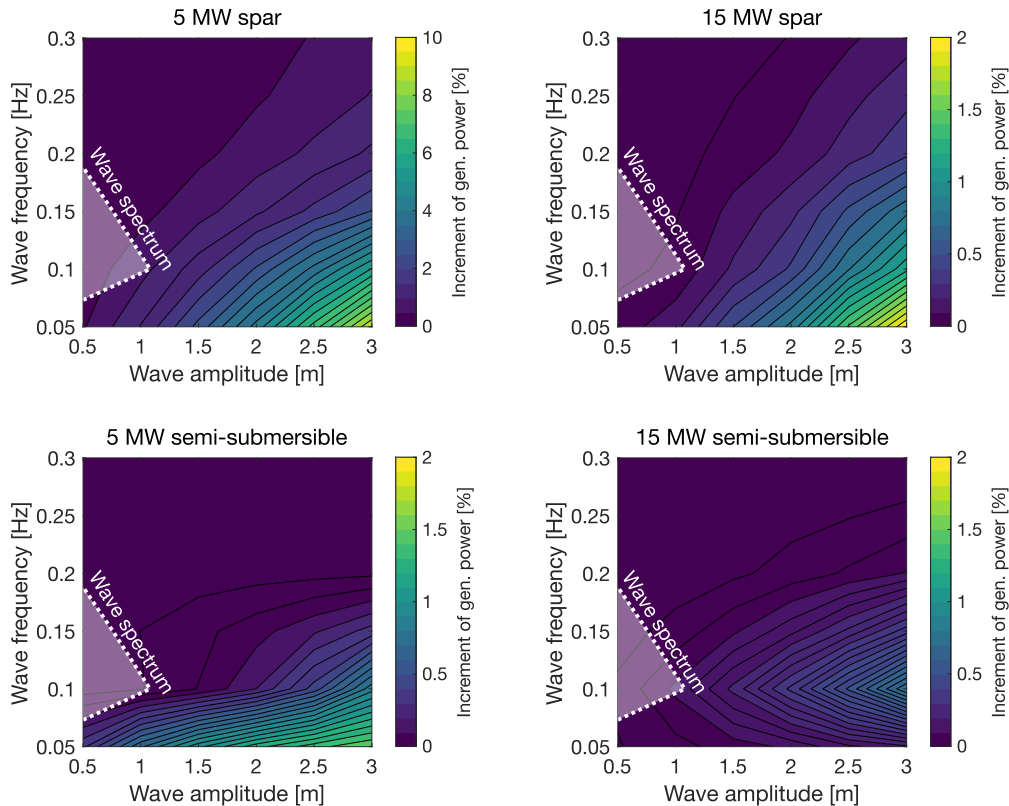 5 MW spar
0.3
0.25
0.2
0.15
0.1
0.05
Wave frequency [Hz]
Wave spectrum
0.5 1 1.5 2 2.5 3
Wave amplitude [m]
10
8
6
4
2
0
Increment of gen. power [%]
15 MW spar
0.3
0.25
0.2
0.15
0.1
0.05
Wave frequency [Hz]
Wave spectrum
0.5 1 1.5 2 2.5 3
Wave amplitude [m]
2
1.5
1
0.5
0
Increment of gen. power [%]
5 MW semi-submersible
0.3
0.25
0.2
0.15
0.1
0.05
Wave frequency [Hz]
Wave spectrum
0.5 1 1.5 2 2.5 3
Wave amplitude [m]
2
1.5
1
0.5
0
Increment of gen. power [%]
15 MW semi-submersible
0.3
0.25
0.2
0.15
0.1
0.05
Wave frequency [Hz]
Wave spectrum
0.5 1 1.5 2 2.5 3
Wave amplitude [m]
2
1.5
1
0.5
0
Increment of gen. power [%]